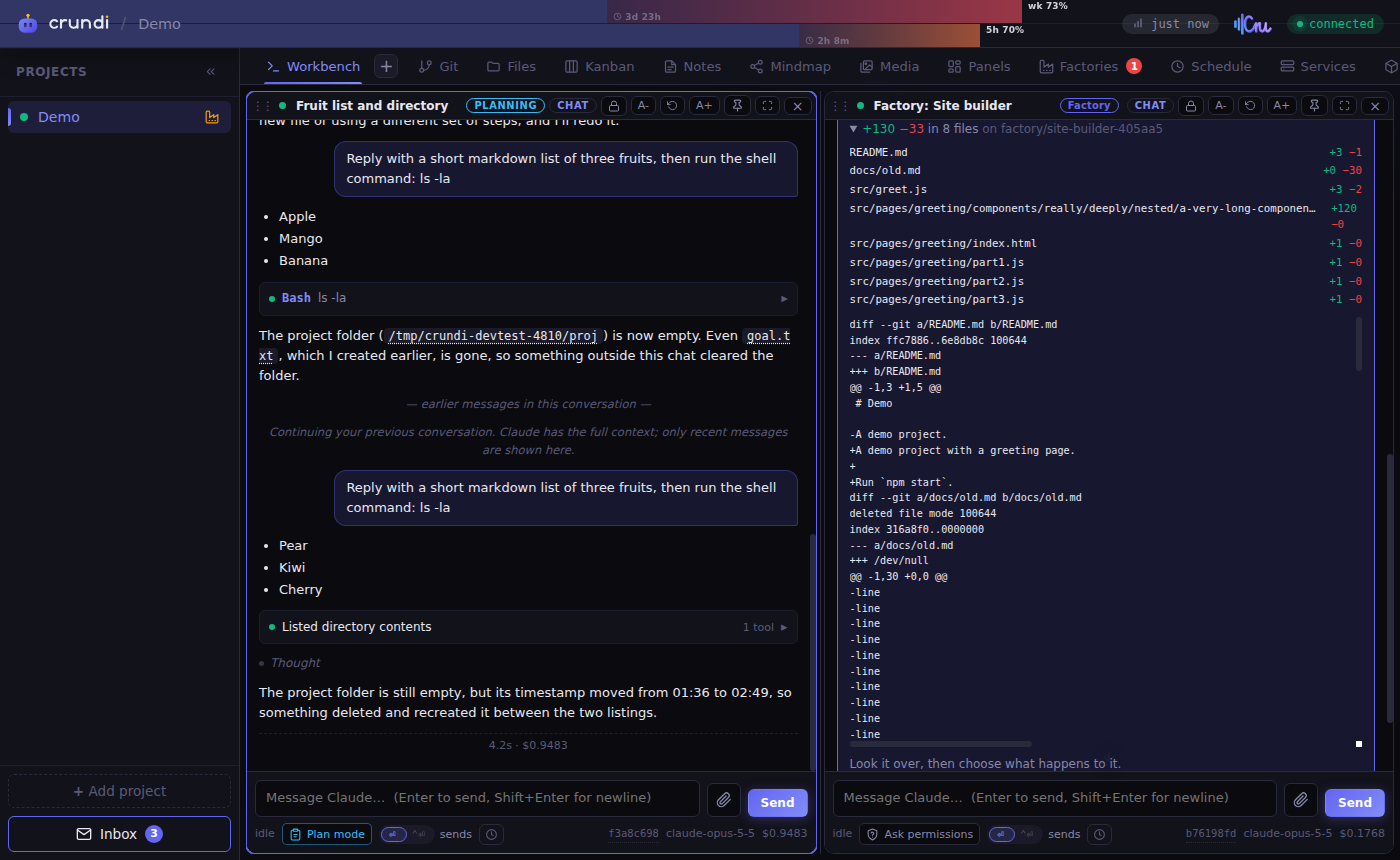 crundi / Demo
3d 23h
wk 73%
2h 8m
5h 70%
just now
Cru
connected
PROJECTS
Demo
+ Add project
Inbox 3
Workbench + Git Files Kanban Notes Mindmap Media Panels Factories 1 Schedule Services
Fruit list and directory PLANNING CHAT A- A+
new file or using a different set of steps, and I'll redo it.
Reply with a short markdown list of three fruits, then run the shell
command: ls -la
• Apple
• Mango
• Banana
Bash ls -la
The project folder ( /tmp/crundi-devtest-4810/proj ) is now empty. Even goal.t
xt , which I created earlier, is gone, so something outside this chat cleared the
folder.
— earlier messages in this conversation —
Continuing your previous conversation. Claude has the full context; only recent messages
are shown here.
Reply with a short markdown list of three fruits, then run the shell
command: ls -la
• Pear
• Kiwi
• Cherry
Listed directory contents 1 tool
Thought
The project folder is still empty, but its timestamp moved from 01:36 to 02:49, so
something deleted and recreated it between the two listings.
4.2s · $0.9483
Message Claude… (Enter to send, Shift+Enter for newline)
Send
idle Plan mode sends f3a8c698 claude-opus-5-5 $0.9483
Factory: Site builder Factory CHAT A- A+
▼ +130 −33 in 8 files on factory/site-builder-405aa5
README.md +3 −1
docs/old.md +0 −30
src/greet.js +3 −2
src/pages/greeting/components/really/deeply/nested/a-very-long-componen… +120
−0
src/pages/greeting/index.html +1 −0
src/pages/greeting/part1.js +1 −0
src/pages/greeting/part2.js +1 −0
src/pages/greeting/part3.js +1 −0
diff --git a/README.md b/README.md
index ffc7886..6e8db8c 100644
--- a/README.md
+++ b/README.md
@@ -1,3 +1,5 @@
# Demo
-A demo project.
+A demo project with a greeting page.
+
+Run `npm start`.
diff --git a/docs/old.md b/docs/old.md
deleted file mode 100644
index 316a8f0..0000000
--- a/docs/old.md
+++ /dev/null
@@ -1,30 +0,0 @@
-line
-line
-line
-line
-line
-line
-line
-line
-line
-line
Look it over, then choose what happens to it.
Message Claude… (Enter to send, Shift+Enter for newline)
Send
idle Ask permissions sends b76198fd claude-opus-5-5 $0.1768